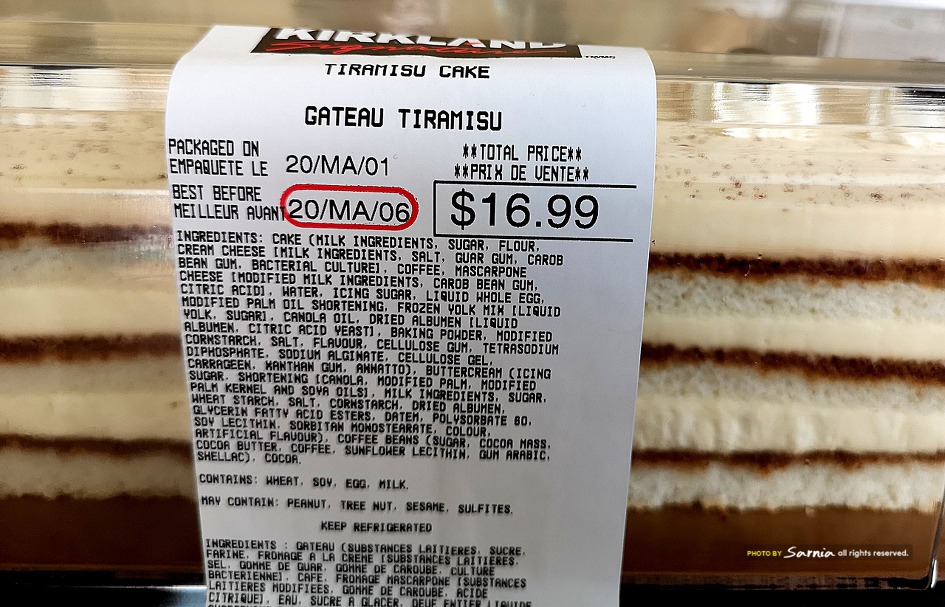 KIRKLAND
Signature
TIRAMISU CAKE
GATEAU TIRAMISU
PACKAGED ON
EMPAQUETE LE 20/MA/01
**TOTAL PRICE**
**PRIX DE VENTE**
BEST BEFORE
MEILLEUR AVANT 20/MA/06
$16.99
INGREDIENTS: CAKE (MILK INGREDIENTS, SUGAR, FLOUR,
CREAM CHEESE [MILK INGREDIENTS, SALT, GUAR GUM, CAROB
BEAN GUM, BACTERIAL CULTURE], COFFEE, MASCARPONE
CHEESE [MODIFIED MILK INGREDIENTS, CAROB BEAN GUM,
CITRIC ACID], WATER, ICING SUGAR, LIQUID WHOLE EGG,
MODIFIED PALM OIL SHORTENING, FROZEN YOLK MIX [LIQUID
YOLK, SUGAR], CANOLA OIL, DRIED ALBUMEN [LIQUID
ALBUMEN, CITRIC ACID YEAST], BAKING POWDER, MODIFIED
CORNSTARCH, SALT, FLAVOUR, CELLULOSE GUM, TETRASODIUM
DIPHOSPHATE, SODIUM ALGINATE, CELLULOSE GEL,
CARRAGEEN, XANTHAN GUM, ANNATTO), BUTTERCREAM (ICING
SUGAR, SHORTENING [CANOLA, MODIFIED PALM, MODIFIED
PALM KERNEL AND SOYA OILS], MILK INGREDIENTS, SUGAR,
WHEAT STARCH, SALT, CORNSTARCH, DRIED ALBUMEN,
GLYCERIN FATTY ACID ESTERS, DATEM, POLYSORBATE 60,
SOY LECITHIN, SORBITAN MONOSTEARATE, COLOUR,
ARTIFICIAL FLAVOUR), COFFEE BEANS (SUGAR, COCOA MASS,
COCOA BUTTER, COFFEE, SUNFLOWER LECITHIN, GUM ARABIC,
SHELLAC), COCOA.
CONTAINS: WHEAT, SOY, EGG, MILK.
MAY CONTAIN: PEANUT, TREE NUT, SESAME, SULFITES.
KEEP REFRIGERATED
INGREDIENTS : GATEAU (SUBSTANCES LAITIERES, SUCRE,
FARINE, FROMAGE A LA CREME [SUBSTANCES LAITIERES,
SEL, GOMME DE GUAR, GOMME DE CAROUBE, CULTURE
BACTERIENNE], CAFE, FROMAGE MASCARPONE [SUBSTANCES
LAITIERES MODIFIEES, GOMME DE CAROUBE, ACIDE
CITRIQUE], EAU, SUCRE A GLACER, OEUF ENTIER LIQUIDE
PHOTO BY Sarnia all rights reserved.